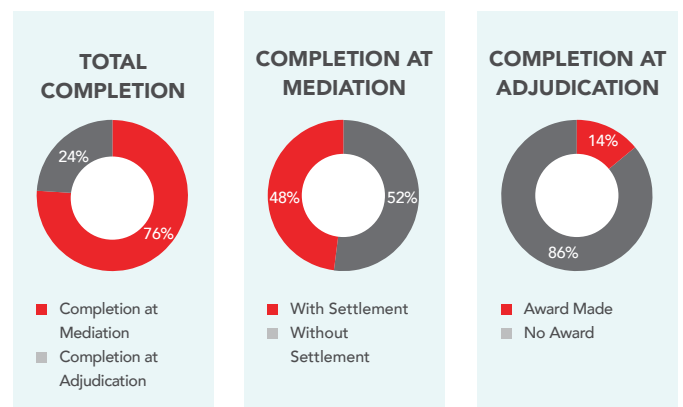 TOTAL
COMPLETION
24%
76%
Completion at
Mediation
Completion at
Adjudication
COMPLETION AT
MEDIATION
48%
52%
With Settlement
Without
Settlement
COMPLETION AT
ADJUDICATION
14%
86%
Award Made
No Award